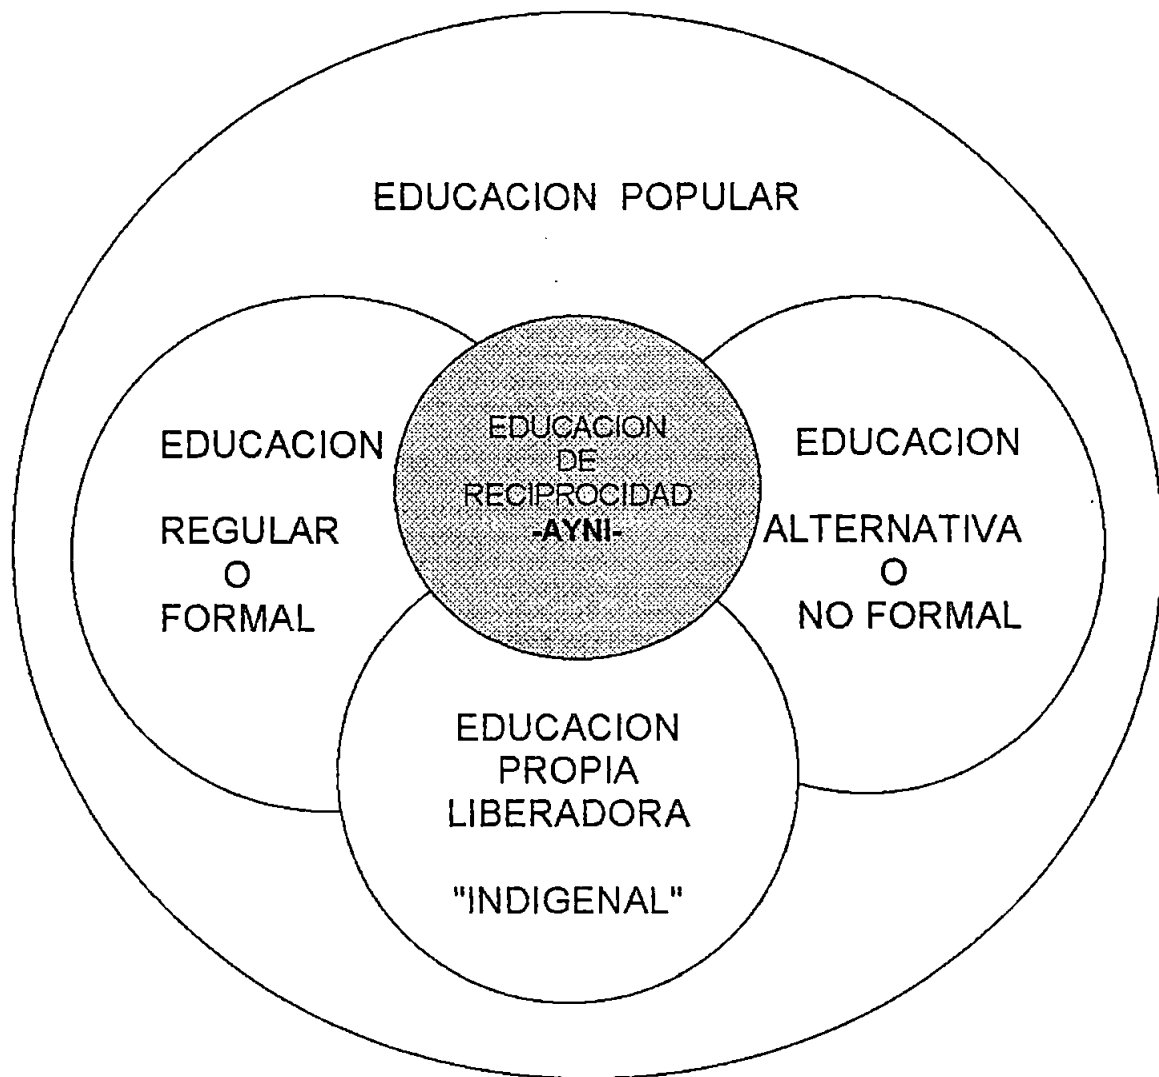 EDUCACION POPULAR
EDUCACION
REGULAR
O
FORMAL
EDUCACION
DE
RECIPROCIDAD
-AYNI-
EDUCACION
ALTERNATIVA
O
NO FORMAL
EDUCACION
PROPIA
LIBERADORA
"INDIGENAL"